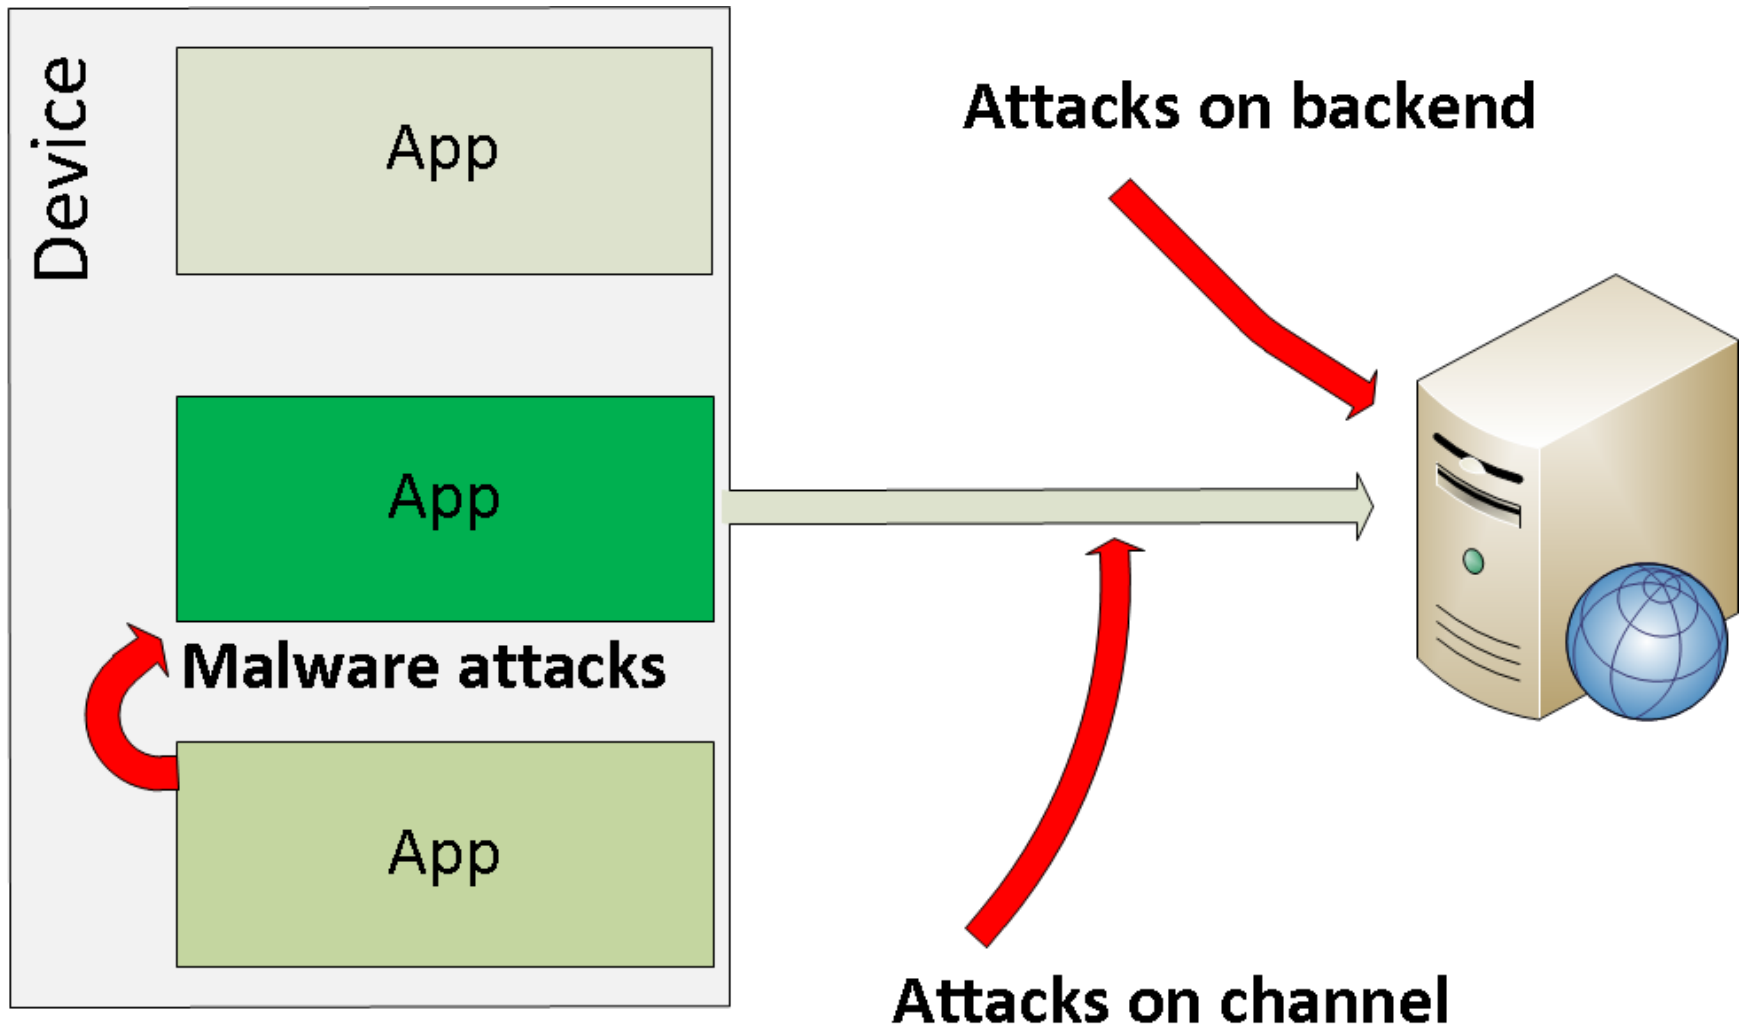 Device
App
App
Malware attacks
App
Attacks on backend
Attacks on channel